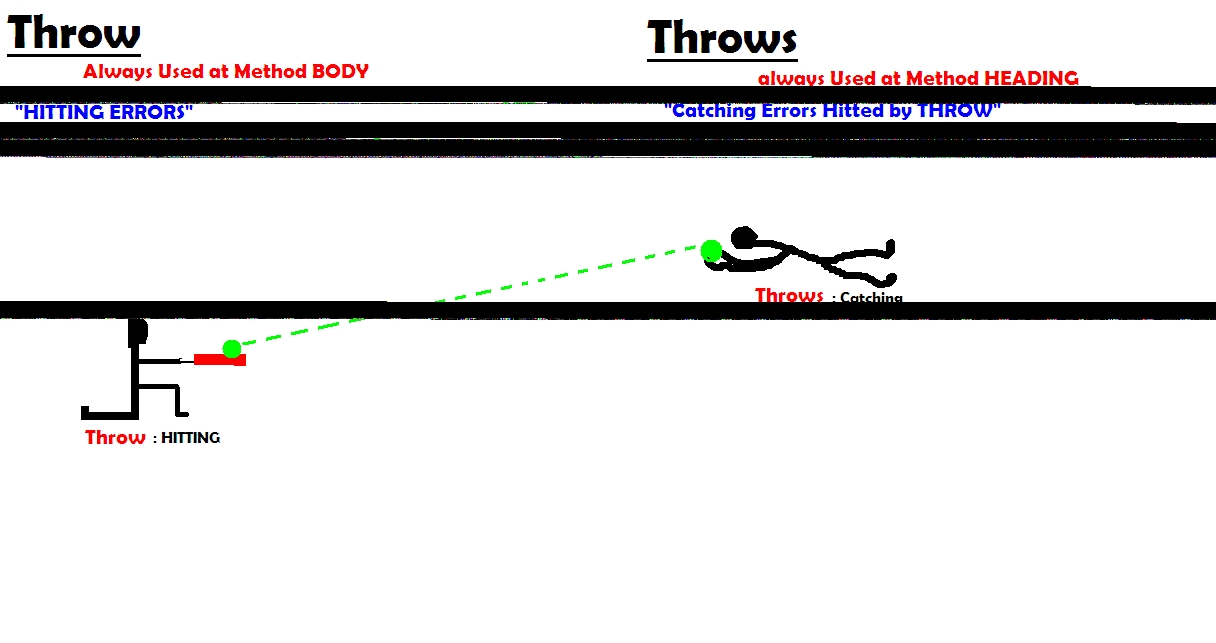 Throw
Always Used at Method BODY
"HITTING ERRORS"
Throws
always Used at Method HEADING
"Catching Errors Hitted by THROW"
Throws : Catching
Throw : HITTING